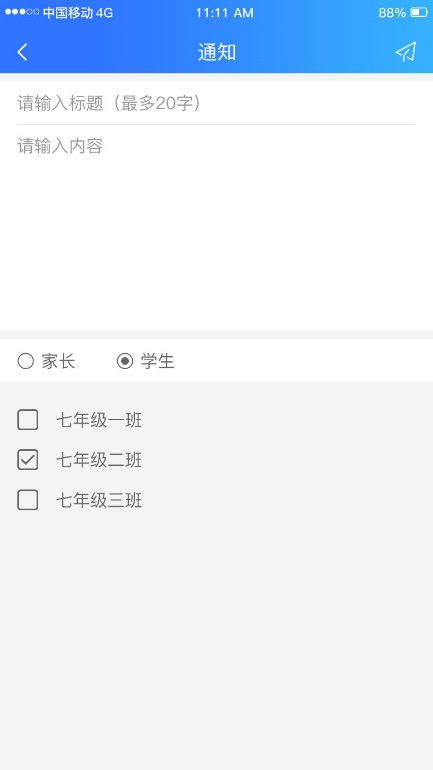 中国移动 4G 11:11 AM 88%
通知
请输入标题（最多20字）
请输入内容
家长 学生
七年级一班
七年级二班
七年级三班